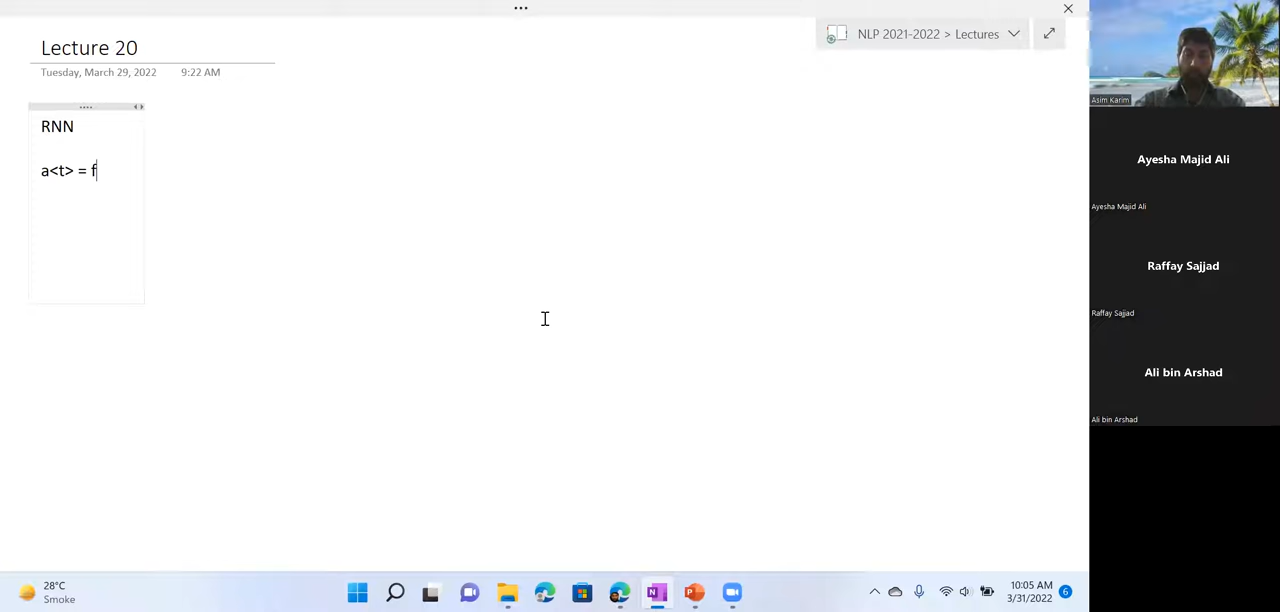 Lecture 20
Tuesday, March 29, 2022 9:22 AM
NLP 2021-2022 > Lectures
RNN
a<t> = f
Asim Karim
Ayesha Majid Ali
Ayesha Majid Ali
Raffay Sajjad
Raffay Sajjad
Ali bin Arshad
Ali bin Arshad
28°C
Smoke
10:05 AM
3/31/2022
6